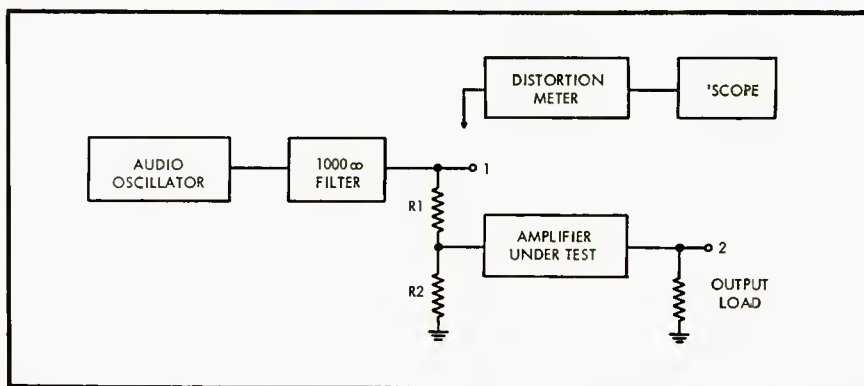 DISTORTION
METER
'SCOPE
AUDIO
OSCILLATOR
1000∞
FILTER
1
R1
AMPLIFIER
UNDER TEST
2
R2
OUTPUT
LOAD